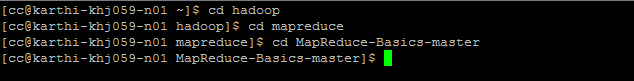 [cc@karthi-khj059-n01 ~]$ cd hadoop
[cc@karthi-khj059-n01 hadoop]$ cd mapreduce
[cc@karthi-khj059-n01 mapreduce]$ cd MapReduce-Basics-master
[cc@karthi-khj059-n01 MapReduce-Basics-master]$